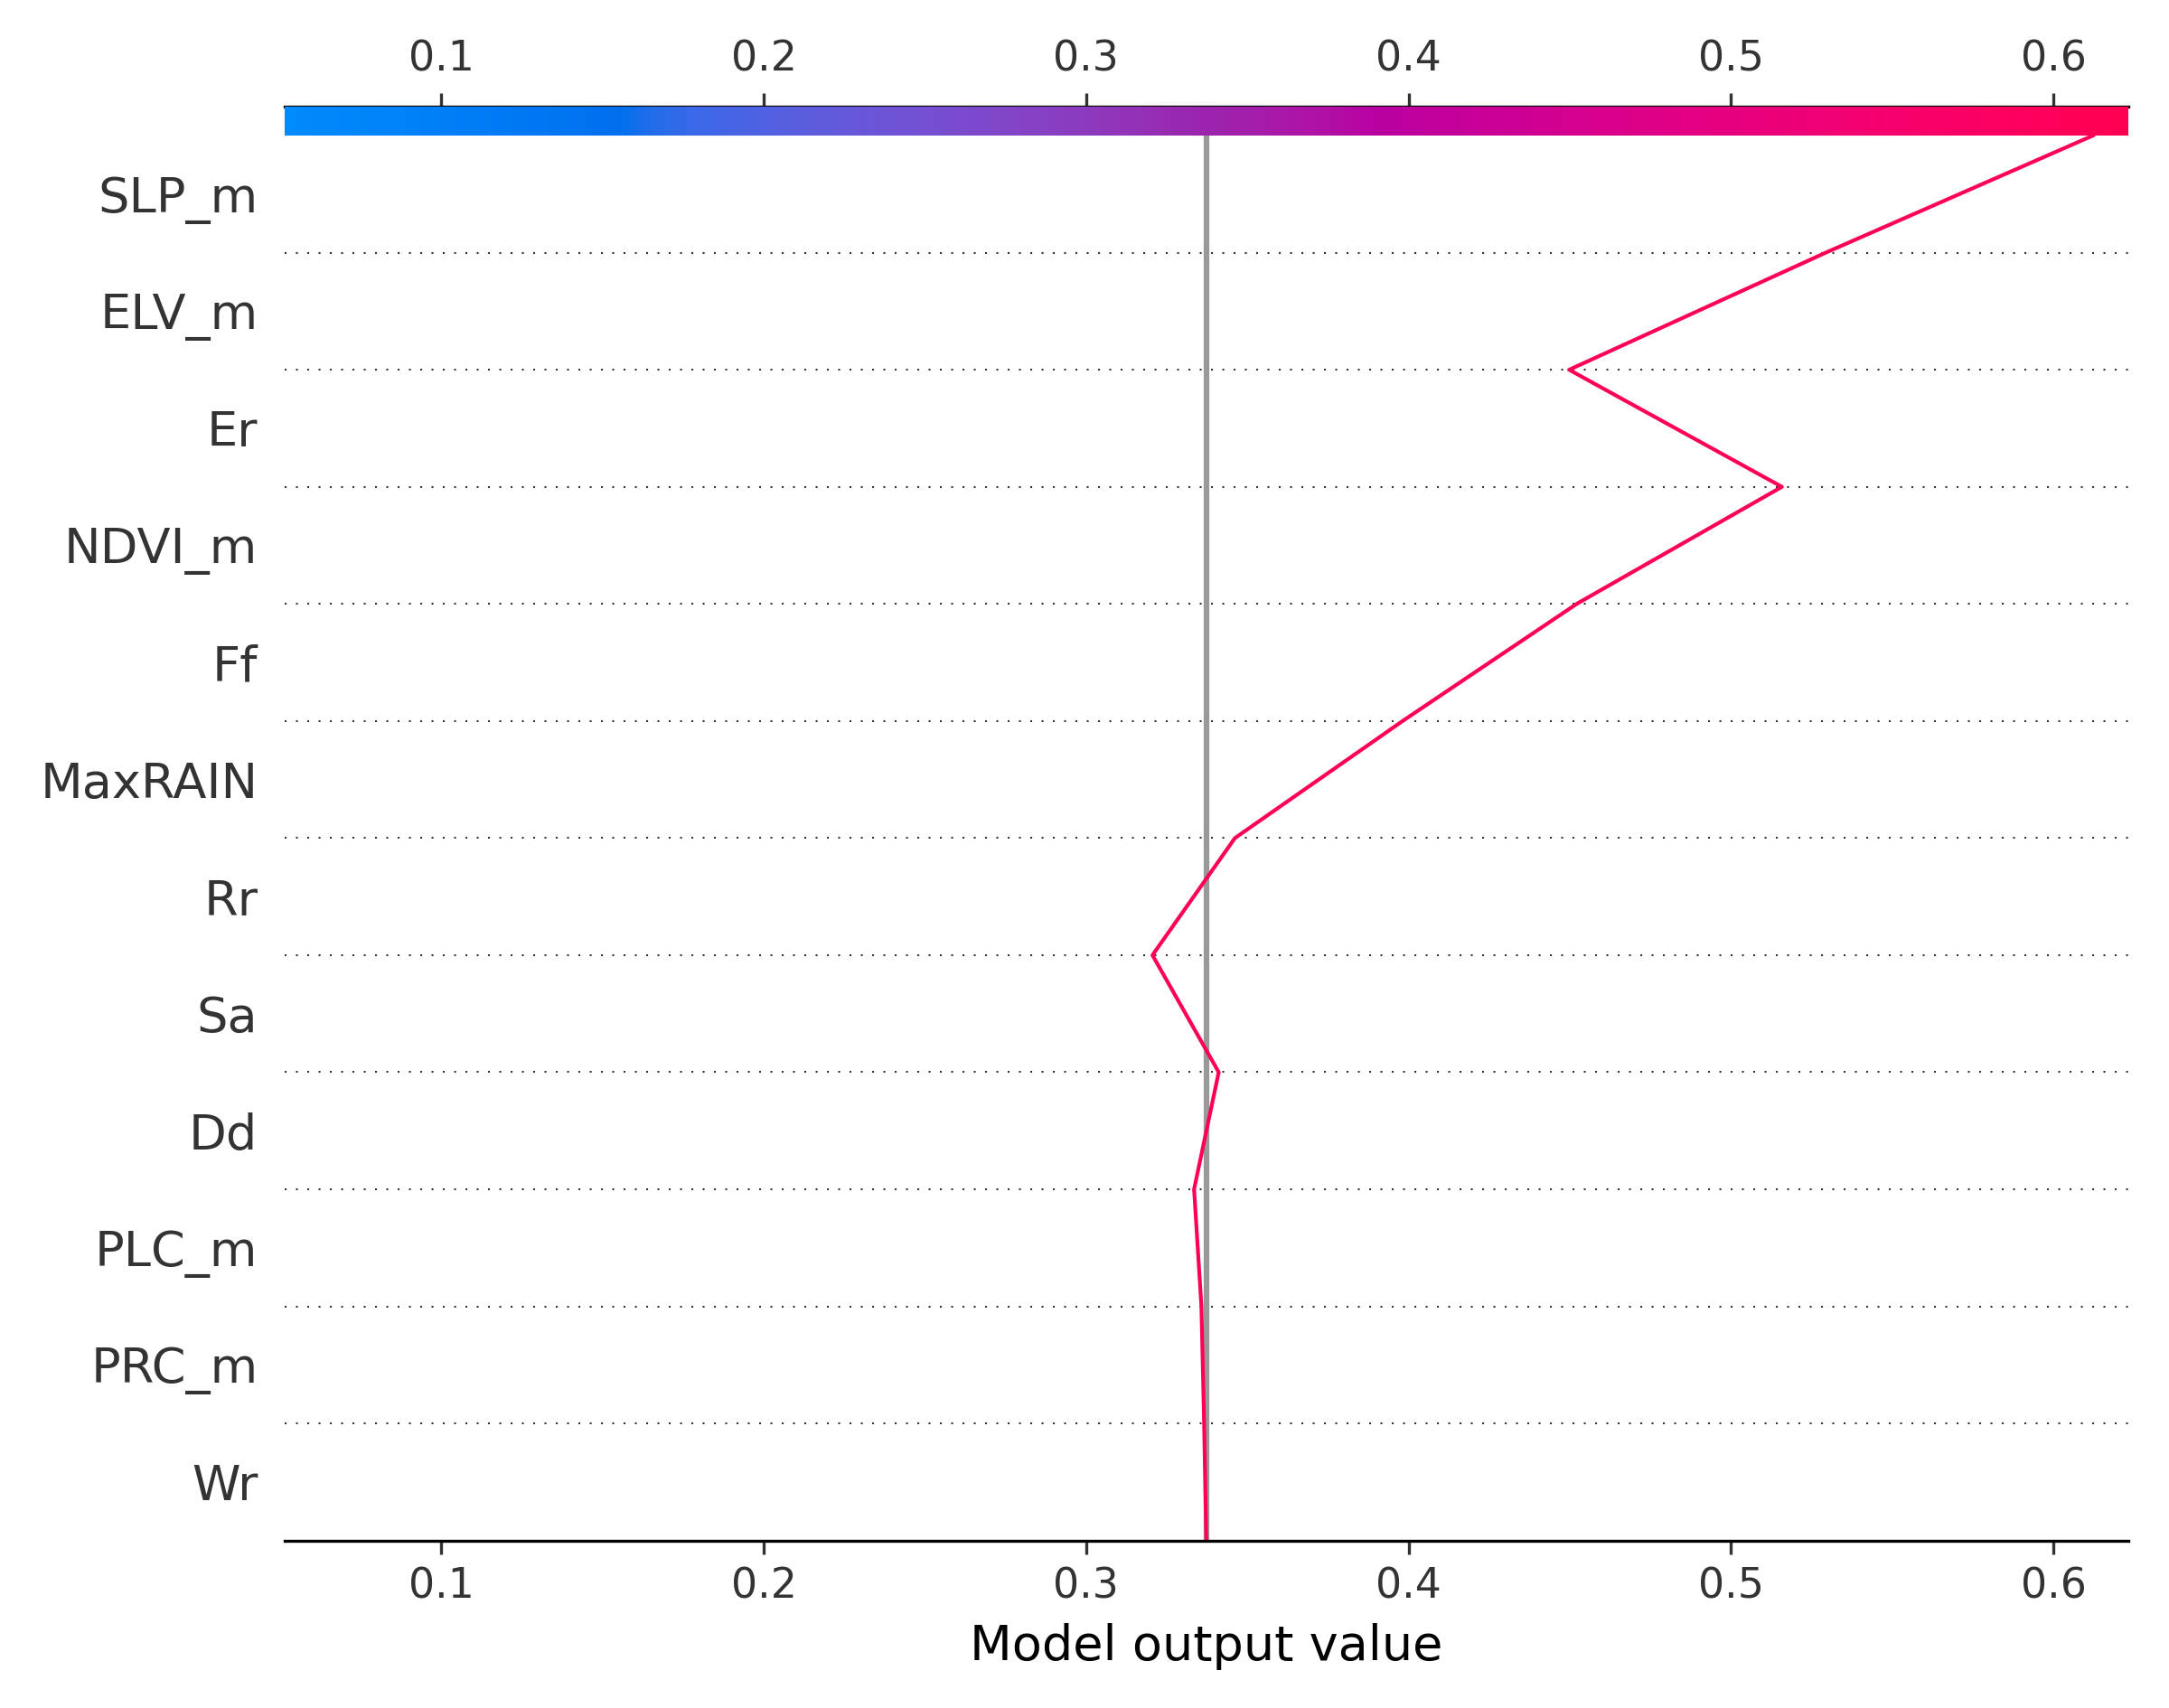 0.1 0.2 0.3 0.4 0.5 0.6
SLP_m
ELV_m
Er
NDVI_m
Ff
MaxRAIN
Rr
Sa
Dd
PLC_m
PRC_m
Wr
0.1 0.2 0.3 0.4 0.5 0.6
Model output value